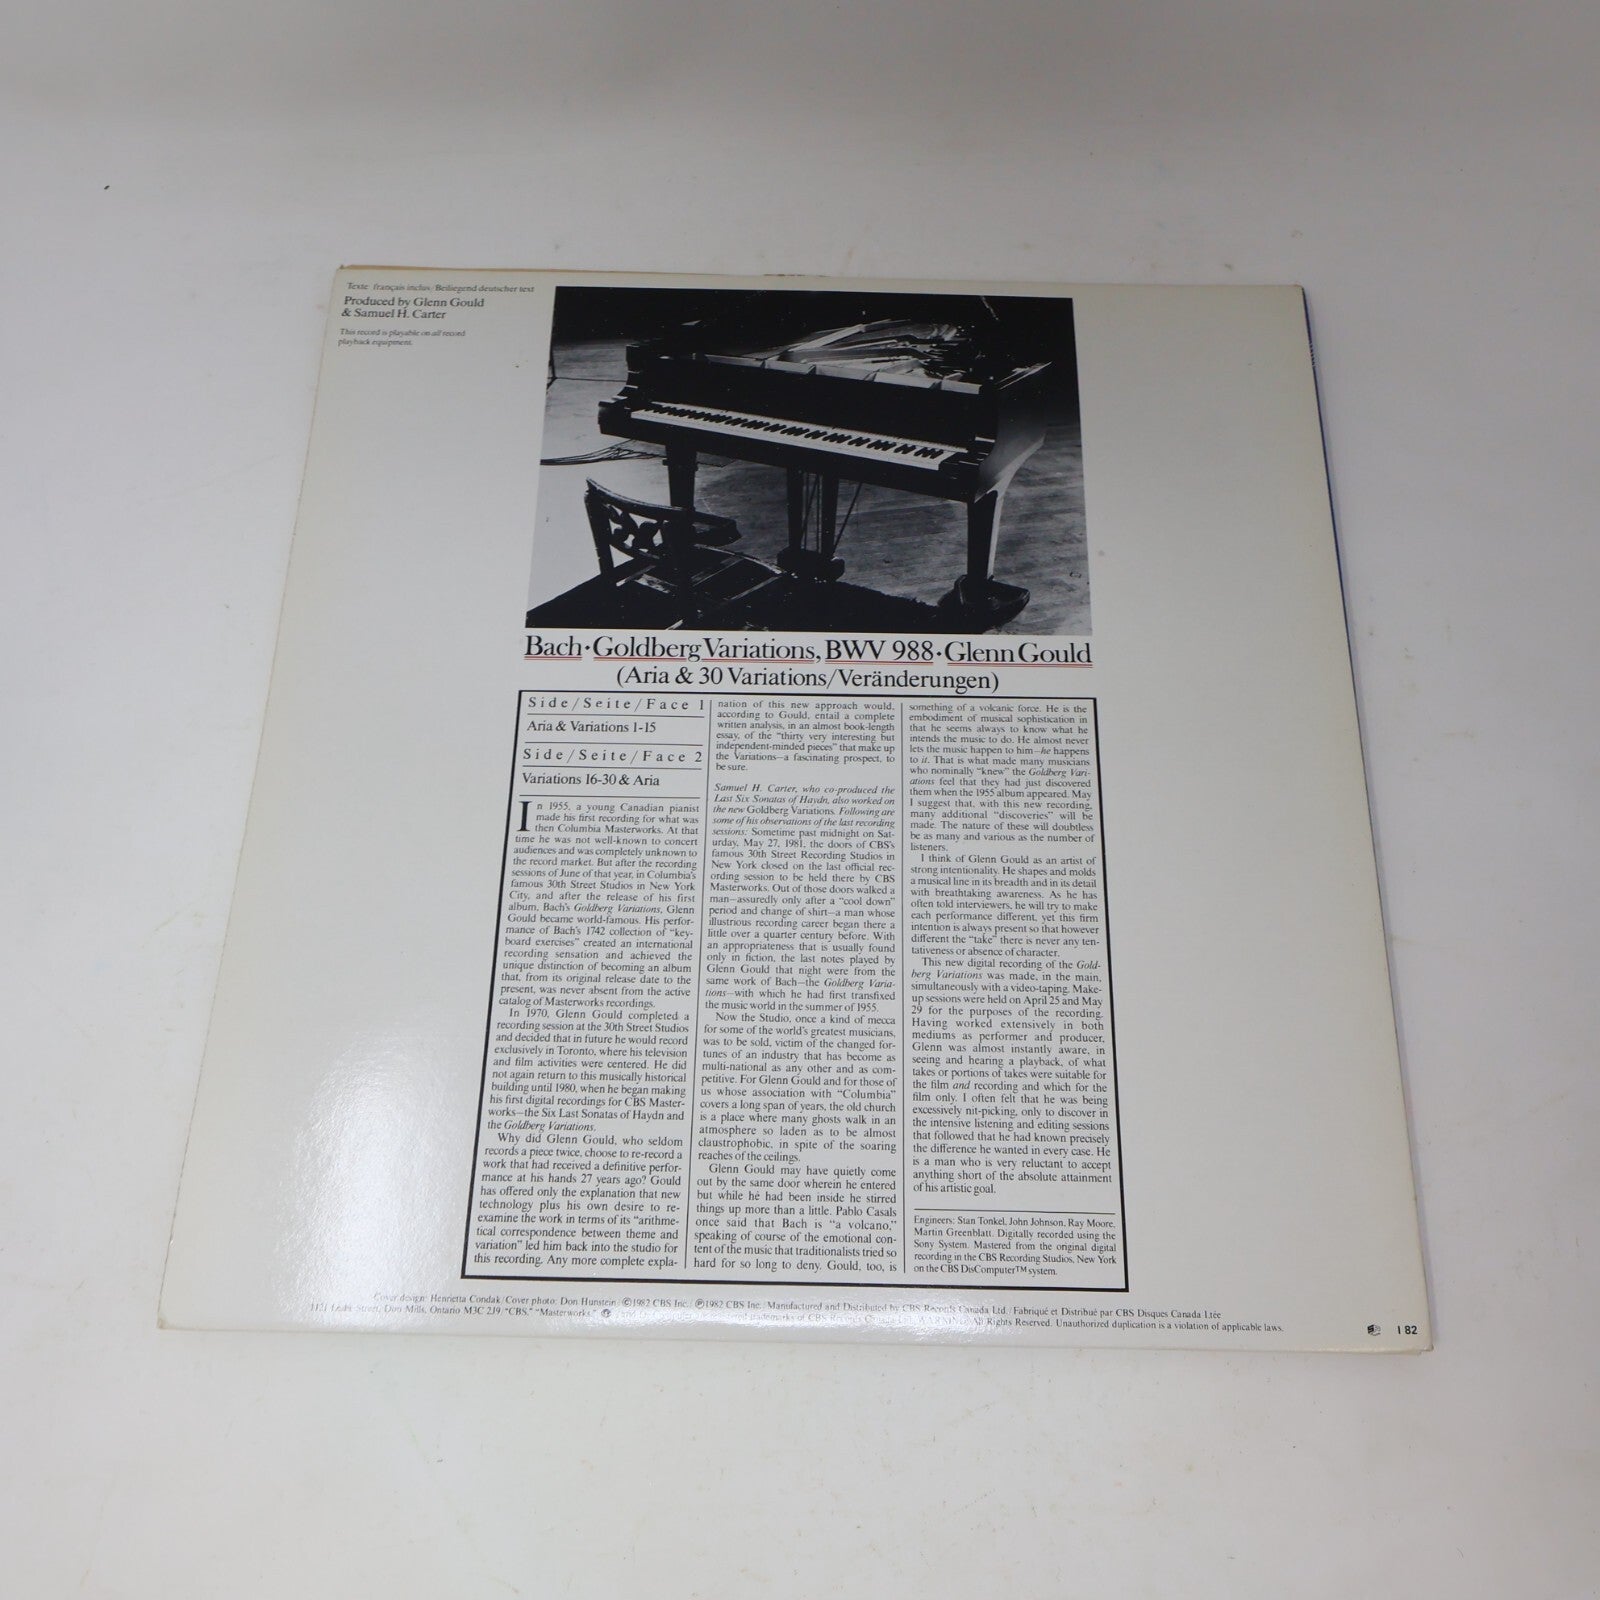 Texte français inclus/Beiliegend deutscher text
Produced by Glenn Gould
& Samuel H. Carter
This record is playable on all record
playback equipment.
Bach·Goldberg Variations, BWV 988·Glenn Gould
(Aria & 30 Variations/Veränderungen)
Side/Seite/Face 1
Aria & Variations 1-15
Side/Seite/Face 2
Variations 16-30 & Aria
In 1955, a young Canadian pianist
made his first recording for what was
then Columbia Masterworks. At that
time he was not well-known to concert
audiences and was completely unknown to
the record market. But after the recording
sessions of June of that year, in Columbia's
famous 30th Street Studios in New York
City, and after the release of his first
album, Bach's Goldberg Variations, Glenn
Gould became world-famous. His perfor-
mance of Bach's 1742 collection of "key-
board exercises" created an international
recording sensation and achieved the
unique distinction of becoming an album
that, from its original release date to the
present, was never absent from the active
catalog of Masterworks recordings.
In 1970, Glenn Gould completed a
recording session at the 30th Street Studios
and decided that in future he would record
exclusively in Toronto, where his television
and film activities were centered. He did
not again return to this musically historical
building until 1980, when he began making
his first digital recordings for CBS Master-
works—the Six Last Sonatas of Haydn and
the Goldberg Variations.
Why did Glenn Gould, who seldom
records a piece twice, choose to re-record a
work that had received a definitive perfor-
mance at his hands 27 years ago? Gould
has offered only the explanation that new
technology plus his own desire to re-
examine the work in terms of its "arithme-
tical correspondence between theme and
variation" led him back into the studio for
this recording. Any more complete expla-
nation of this new approach would,
according to Gould, entail a complete
written analysis, in an almost book-length
essay, of the "thirty very interesting but
independent-minded pieces" that make up
the Variations—a fascinating prospect, to
be sure.
Samuel H. Carter, who co-produced the
Last Six Sonatas of Haydn, also worked on
the new Goldberg Variations. Following are
some of his observations of the last recording
sessions: Sometime past midnight on Sat-
urday, May 27, 1981, the doors of CBS's
famous 30th Street Recording Studios in
New York closed on the last official rec-
ording session to be held there by CBS
Masterworks. Out of those doors walked a
man—assuredly only after a "cool down"
period and change of shirt—a man whose
illustrious recording career began there a
little over a quarter century before. With
an appropriateness that is usually found
only in fiction, the last notes played by
Glenn Gould that night were from the
same work of Bach—the Goldberg Varia-
tions—with which he had first transfixed
the music world in the summer of 1955.
Now the Studio, once a kind of mecca
for some of the world's greatest musicians,
was to be sold, victim of the changed for-
tunes of an industry that has become as
multi-national as any other and as com-
petitive. For Glenn Gould and for those of
us whose association with "Columbia"
covers a long span of years, the old church
is a place where many ghosts walk in an
atmosphere so laden as to be almost
claustrophobic, in spite of the soaring
reaches of the ceilings.
Glenn Gould may have quietly come
out by the same door wherein he entered
but while he had been inside he stirred
things up more than a little. Pablo Casals
once said that Bach is "a volcano,"
speaking of course of the emotional con-
tent of the music that traditionalists tried so
hard for so long to deny. Gould, too, is
something of a volcanic force. He is the
embodiment of musical sophistication in
that he seems always to know what he
intends the music to do. He almost never
lets the music happen to him—he happens
to it. That is what made many musicians
who nominally "knew" the Goldberg Vari-
ations feel that they had just discovered
them when the 1955 album appeared. May
I suggest that, with this new recording,
many additional "discoveries" will be
made. The nature of these will doubtless
be as many and various as the number of
listeners.
I think of Glenn Gould as an artist of
strong intentionality. He shapes and molds
a musical line in its breadth and in its detail
with breathtaking awareness. As he has
often told interviewers, he will try to make
each performance different, yet this firm
intention is always present so that however
different the "take" there is never any ten-
tativeness or absence of character.
This new digital recording of the Gold-
berg Variations was made, in the main,
simultaneously with a video-taping. Make-
up sessions were held on April 25 and May
29 for the purposes of the recording.
Having worked extensively in both
mediums as performer and producer,
Glenn was almost instantly aware, in
seeing and hearing a playback, of what
takes or portions of takes were suitable for
the film and recording and which for the
film only. I often felt that he was being
excessively nit-picking, only to discover in
the intensive listening and editing sessions
that followed that he had known precisely
the difference he wanted in every case. He
is a man who is very reluctant to accept
anything short of the absolute attainment
of his artistic goal.
Engineers: Stan Tonkel, John Johnson, Ray Moore,
Martin Greenblatt. Digitally recorded using the
Sony System. Mastered from the original digital
recording in the CBS Recording Studios, New York
on the CBS DisComputer™ system.
Cover design: Henrietta Condak/Cover photo: Don Hunstein/©1982 CBS Inc./℗1982 CBS Inc./Manufactured and Distributed by CBS Records Canada Ltd./Fabriqué et Distribué par CBS Disques Canada Ltée
1121 Leslie Street, Don Mills, Ontario M3C 2J9. "CBS," "Masterworks," trademarks of CBS Records Canada Ltd. WARNING: All Rights Reserved. Unauthorized duplication is a violation of applicable laws.
I 82